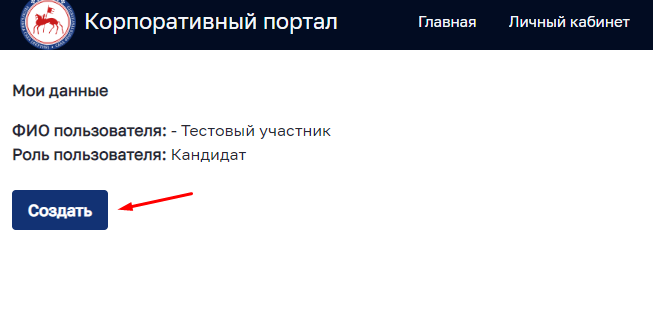 Корпоративный портал
Главная
Личный кабинет
Мои данные
ФИО пользователя: - Тестовый участник
Роль пользователя: Кандидат
Создать